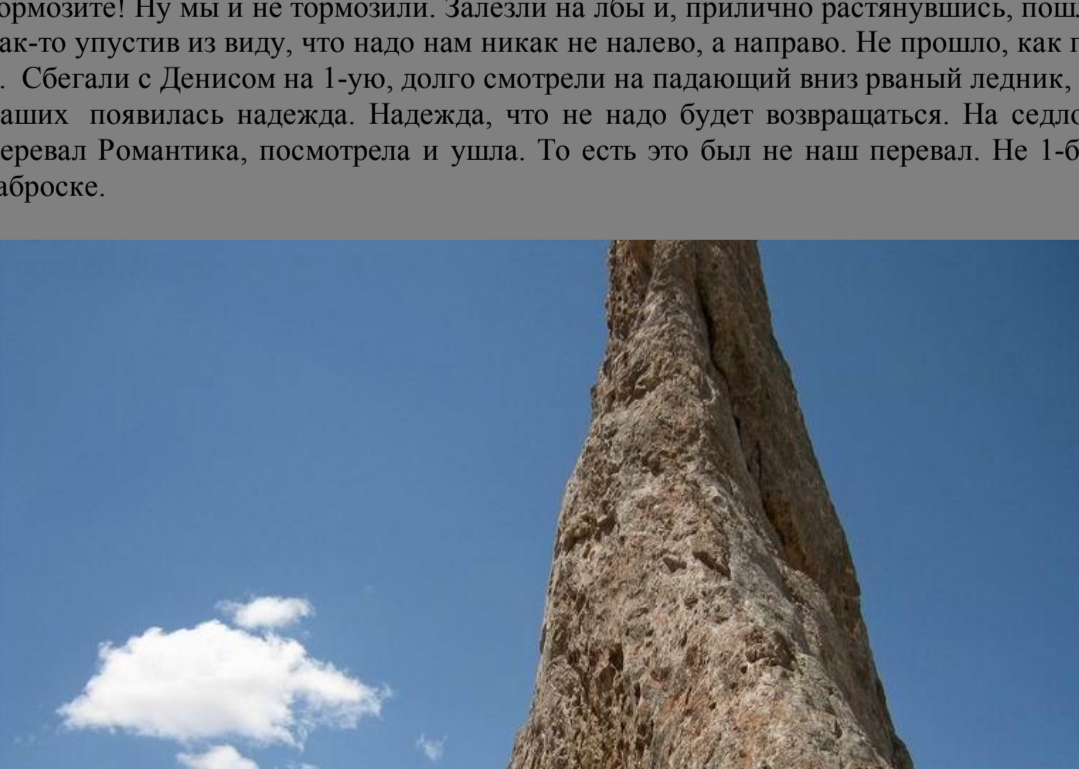 ормозите! Ну мы и не тормозили. Залезли на лбы и, прилично растянувшись, пошл
ак-то упустив из виду, что надо нам никак не налево, а направо. Не прошло, как г
. Сбегали с Денисом на 1-ую, долго смотрели на падающий вниз рваный ледник,
аших появилась надежда. Надежда, что не надо будет возвращаться. На седло
еревал Романтика, посмотрела и ушла. То есть это был не наш перевал. Не 1-б
аброске.